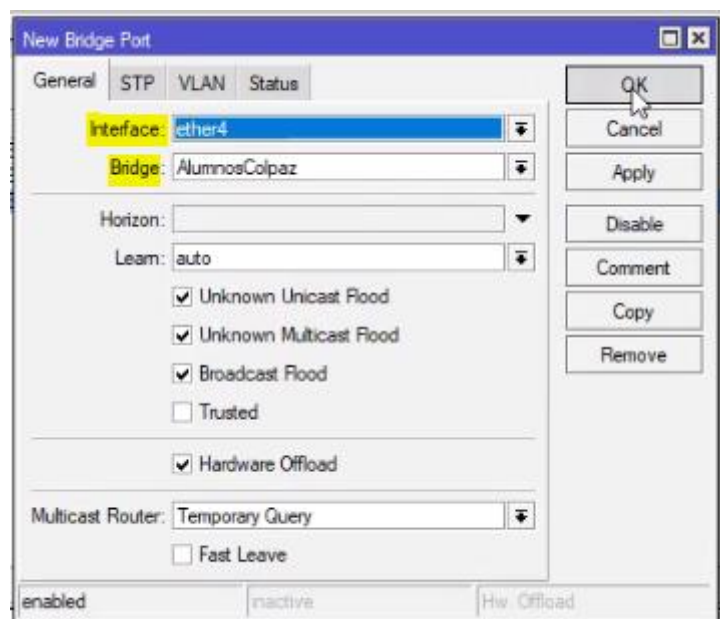 New Bridge Port
General STP VLAN Status
OK
Interface: ether4
Cancel
Bridge: AlumnosColpaz
Apply
Horizon:
Disable
Learn: auto
Comment
Unknown Unicast Flood
Copy
Unknown Multicast Flood
Remove
Broadcast Flood
Trusted
Hardware Offload
Multicast Router: Temporary Query
Fast Leave
enabled inactive Hw. Offload